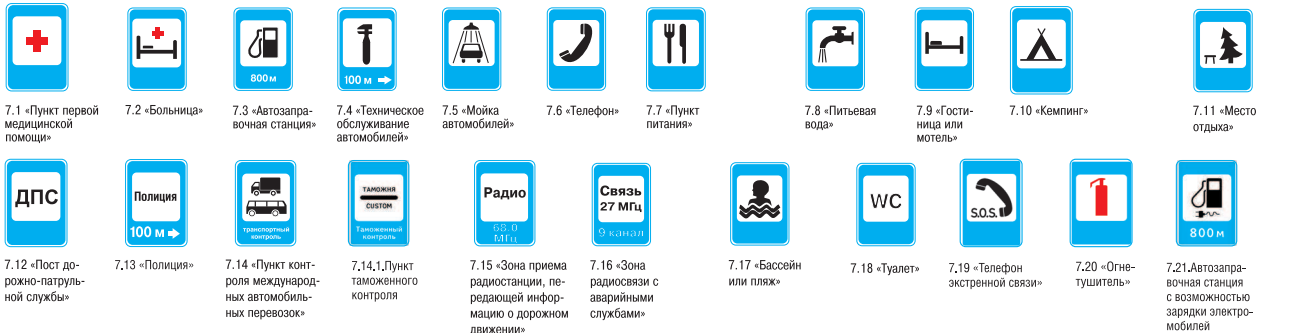 800 м
100 м
7.1 «Пункт первой
медицинской
помощи»
7.2 «Больница»
7.3 «Автозапра-
вочная станция»
7.4 «Техническое
обслуживание
автомобилей»
7.5 «Мойка
автомобилей»
7.6 «Телефон»
7.7 «Пункт
питания»
7.8 «Питьевая
вода»
7.9 «Гости-
ница или
мотель»
7.10 «Кемпинг»
7.11 «Место
отдыха»
ДПС
Полиция
100 м
транспортный
контроль
ТАМОЖНЯ
CUSTOM
Таможенный
контроль
Радио
68.0
МГц
Связь
27 МГц
9 канал
WC
S.O.S.
800 м
7.12 «Пост до-
рожно-патруль-
ной службы»
7.13 «Полиция»
7.14 «Пункт конт-
роля международ-
ных автомобиль-
ных перевозок»
7.14.1.Пункт
таможенного
контроля
7.15 «Зона приема
радиостанции, пе-
редающей инфор-
мацию о дорожном
движении»
7.16 «Зона
радиосвязи с
аварийными
службами»
7.17 «Бассейн
или пляж»
7.18 «Туалет»
7.19 «Телефон
экстренной связи»
7.20 «Огне-
тушитель»
7.21.Автозапра-
вочная станция
с возможностью
зарядки электро-
мобилей